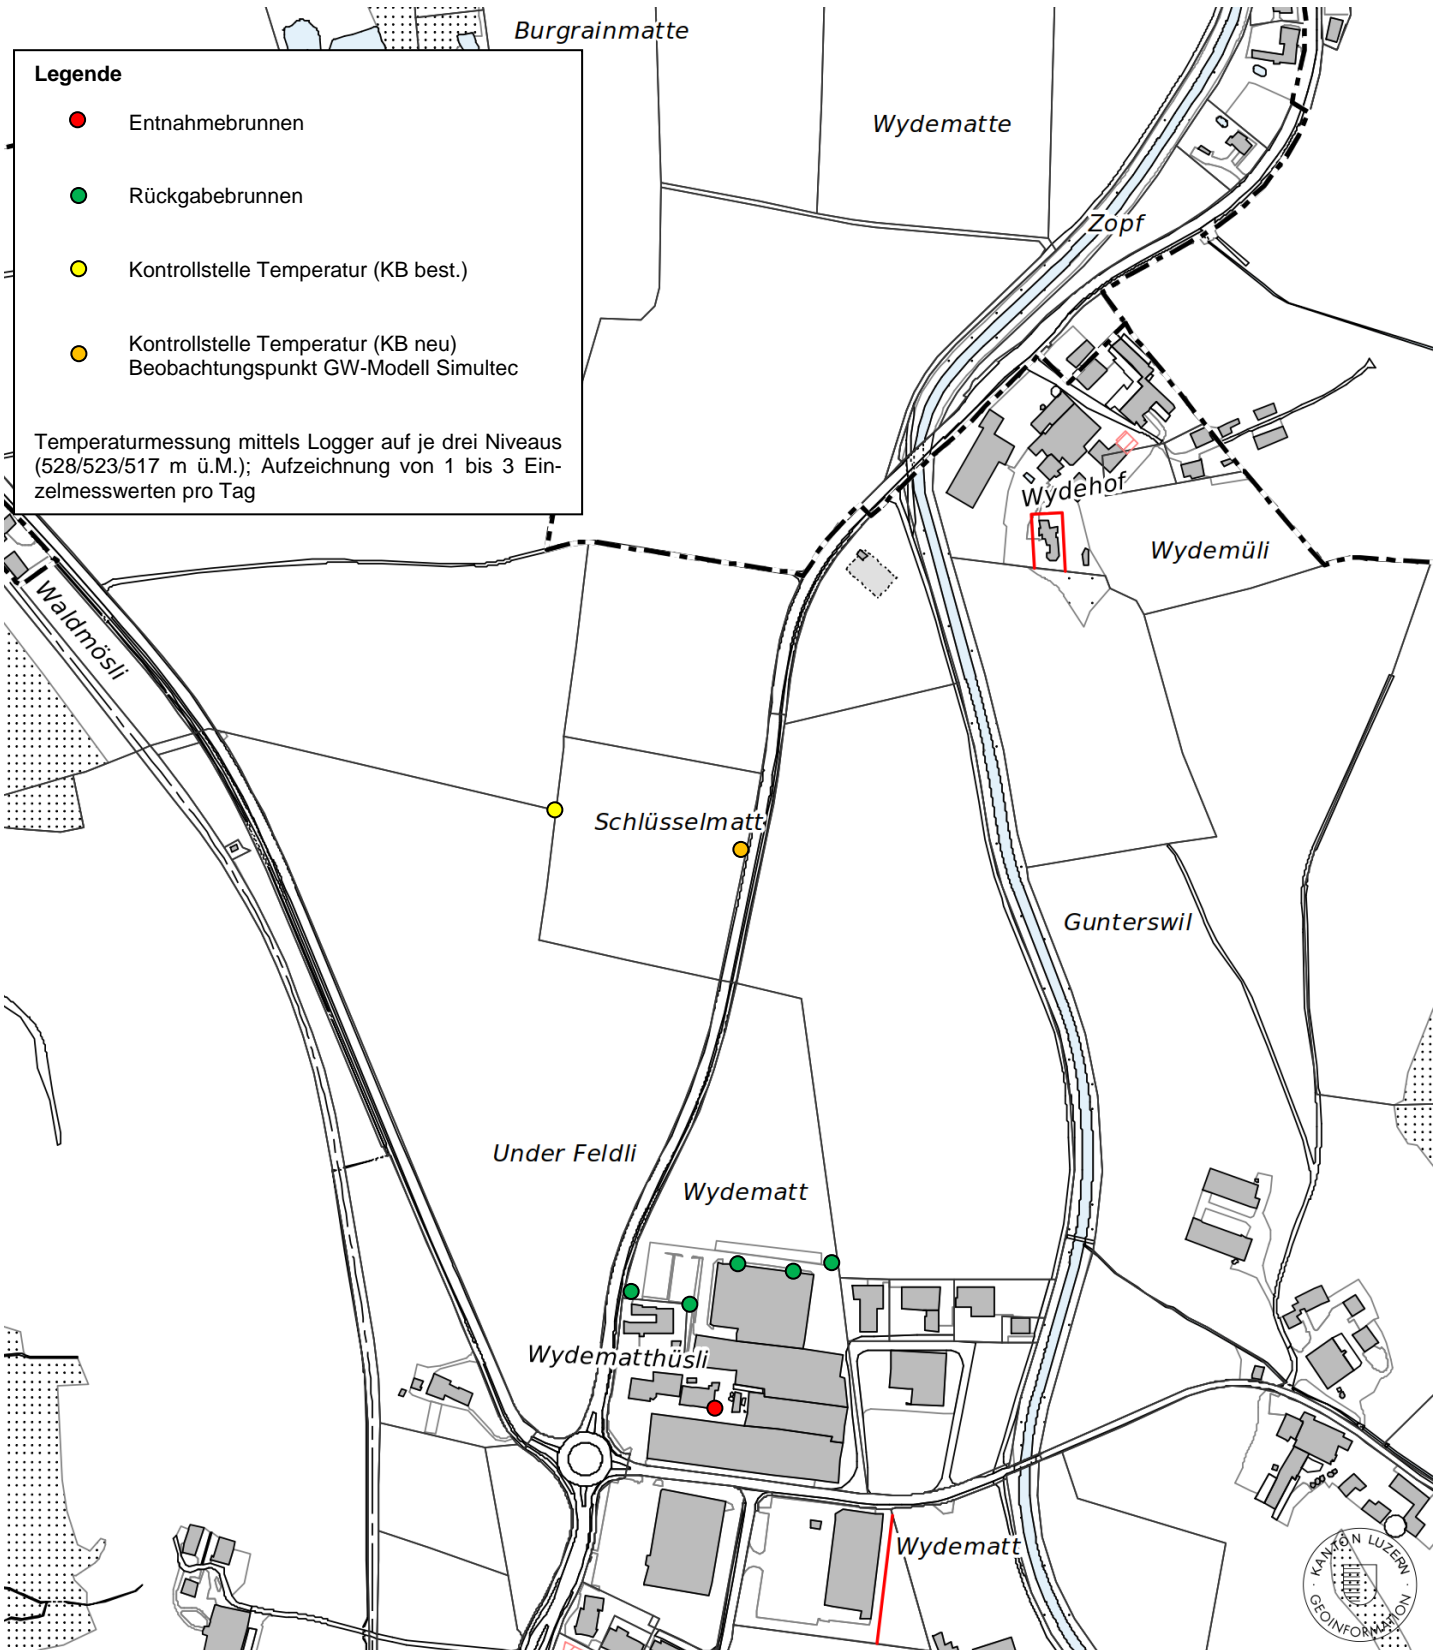 Burgrainmatte
Legende
Entnahmebrunnen
Wydematte
Rückgabebrunnen
Zopf
Kontrollstelle Temperatur (KB best.)
Kontrollstelle Temperatur (KB neu)
Beobachtungspunkt GW-Modell Simultec
Temperaturmessung mittels Logger auf je drei Niveaus
(528/523/517 m ü.M.); Aufzeichnung von 1 bis 3 Ein-
zelmesswerten pro Tag
Wydehof
Wydemüli
Waldmösli
Schlüsselmatt
Gunterswil
Under Feldli
Wydematt
Wydematthüsli
Wydematt
KANTON LUZERN
GEOINFORMATION